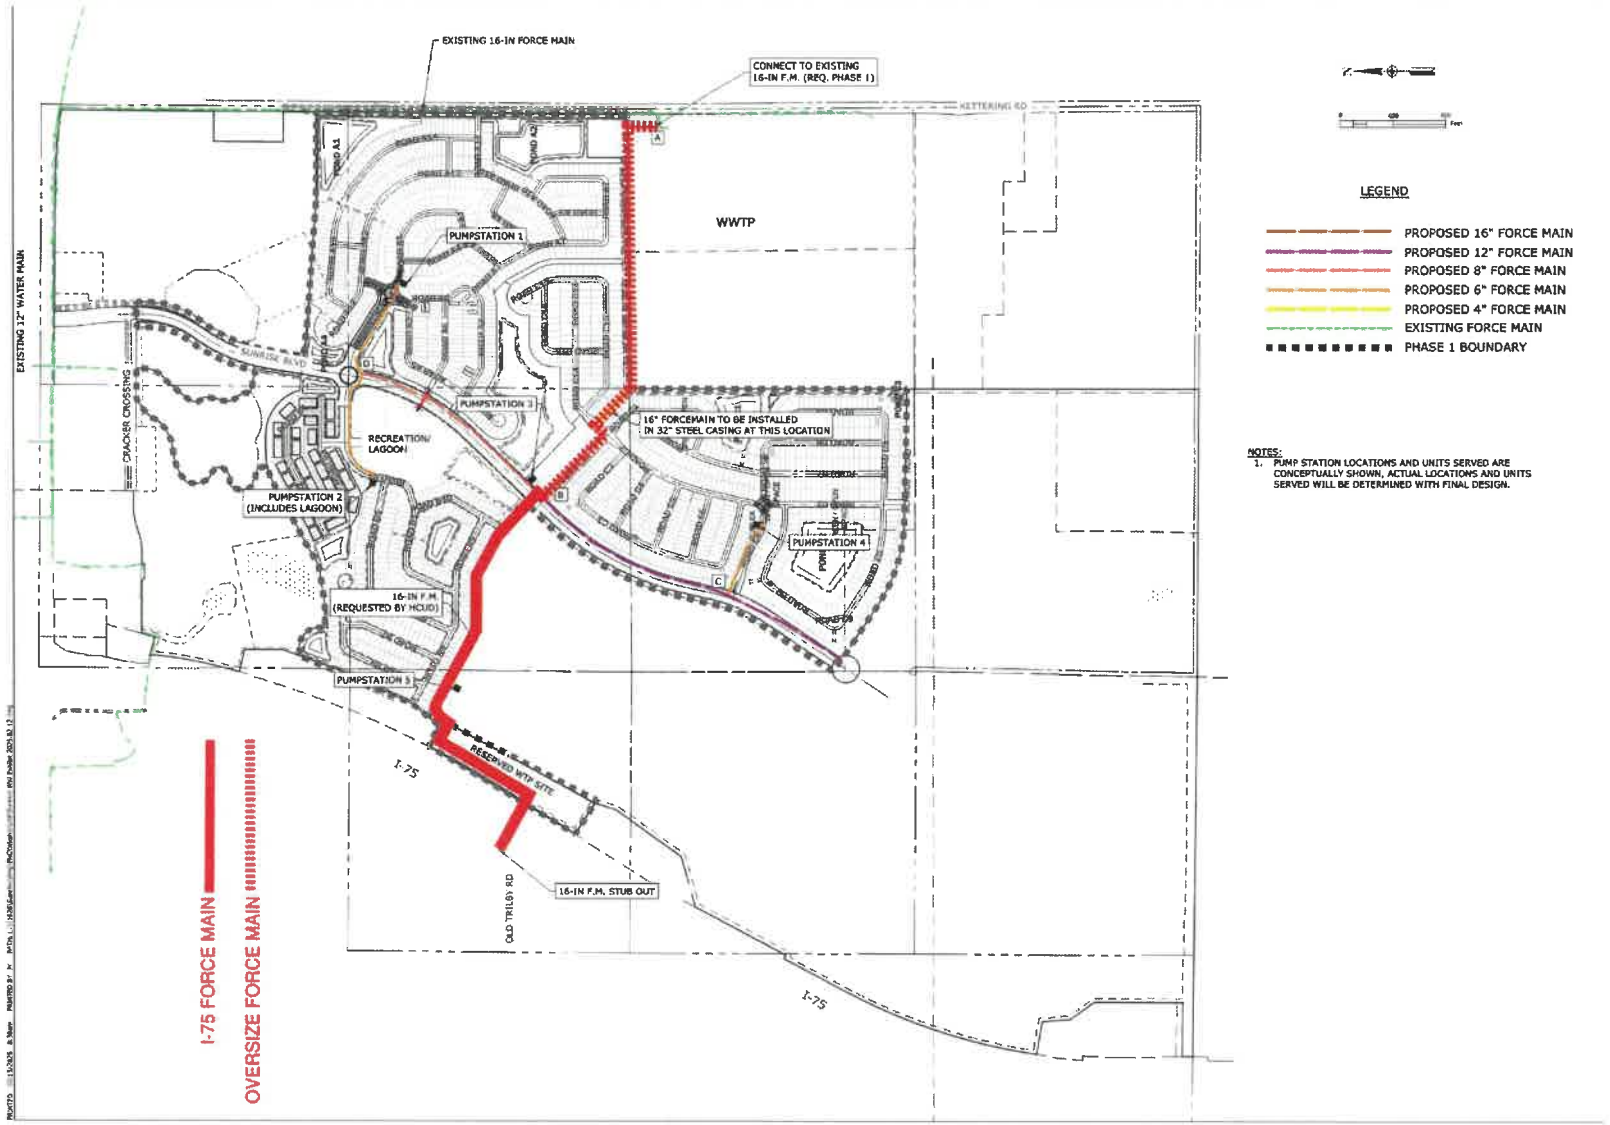 EXISTING 16-IN FORCE MAIN
CONNECT TO EXISTING
16-IN F.M. (REQ. PHASE 1)
KETTERING RD
A
POND A1
POND A2
WWTP
PUMPSTATION 1
EXISTING 12" WATER MAIN
SUNRISE BLVD
CRACKER CROSSING
D
PUMPSTATION 3
16" FORCEMAIN TO BE INSTALLED
IN 32" STEEL CASING AT THIS LOCATION
RECREATION/
LAGOON
PUMPSTATION 2
(INCLUDES LAGOON)
B
PUMPSTATION 4
C
16-IN F.M.
(REQUESTED BY HCUD)
PUMPSTATION 5
RESERVED WTP SITE
I-75
16-IN F.M. STUB OUT
OLD TRILBY RD
I-75
I-75 FORCE MAIN
OVERSIZE FORCE MAIN
Feet
LEGEND
PROPOSED 16" FORCE MAIN
PROPOSED 12" FORCE MAIN
PROPOSED 8" FORCE MAIN
PROPOSED 6" FORCE MAIN
PROPOSED 4" FORCE MAIN
EXISTING FORCE MAIN
PHASE 1 BOUNDARY
NOTES:
1. PUMP STATION LOCATIONS AND UNITS SERVED ARE
CONCEPTUALLY SHOWN, ACTUAL LOCATIONS AND UNITS
SERVED WILL BE DETERMINED WITH FINAL DESIGN.